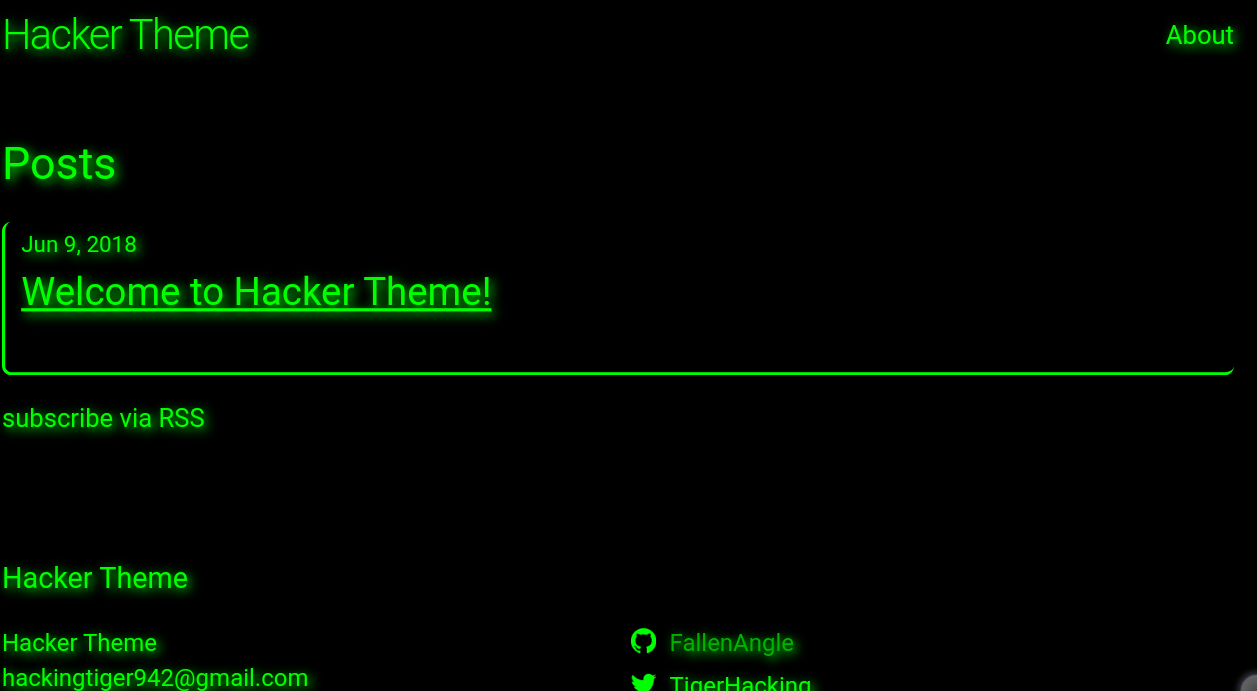 Hacker Theme
About
Posts
Jun 9, 2018
Welcome to Hacker Theme!
subscribe via RSS
Hacker Theme
Hacker Theme
FallenAngle
hackingtiger942@gmail.com
TigerHacking